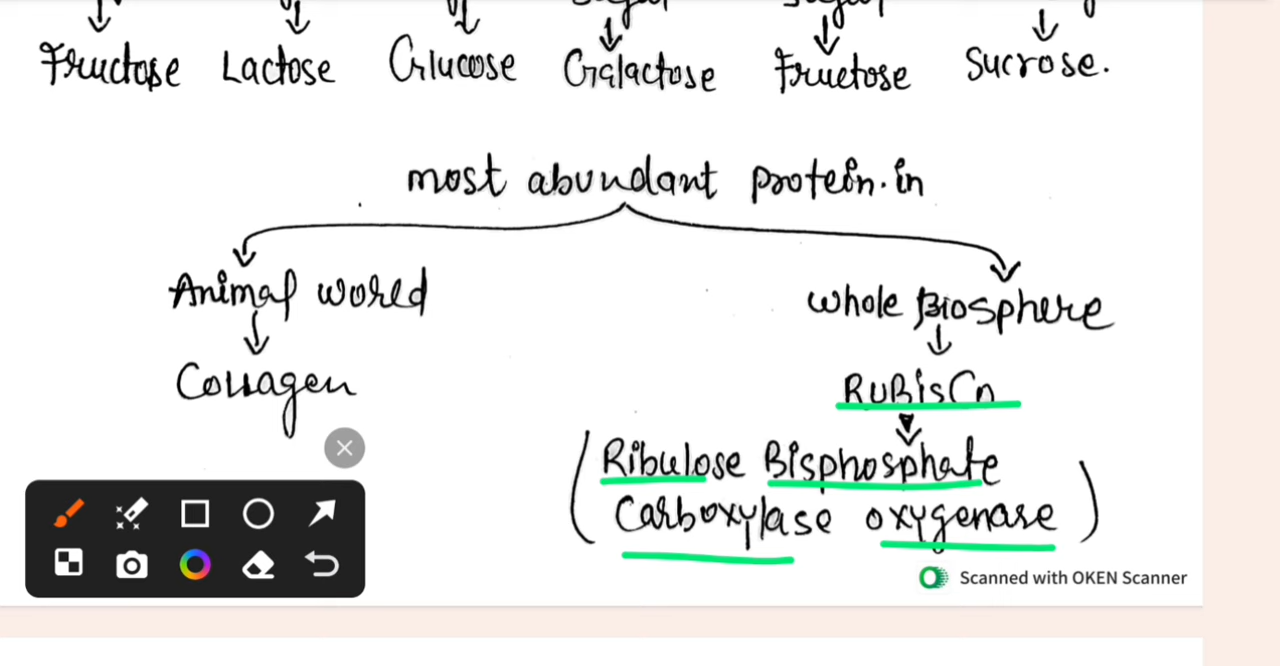 Fructose Lactose Glucose Galactose Fructose Sucrose.
most abundant protein in
Animal world
whole Biosphere
Collagen
RuBisCo
(Ribulose Bisphosphate
Carboxylase oxygenase)
Scanned with OKEN Scanner